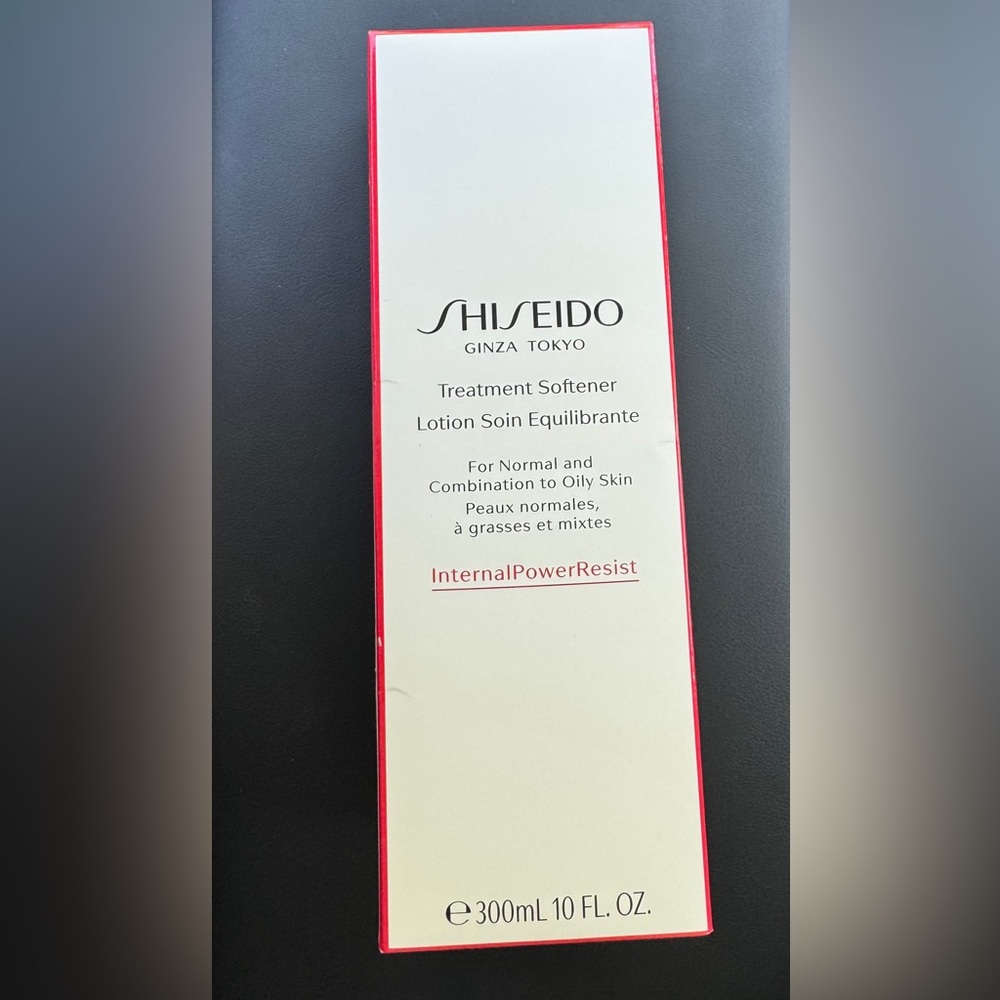 SHISEIDO
GINZA TOKYO
Treatment Softener
Lotion Soin Equilibrante
For Normal and
Combination to Oily Skin
Peaux normales,
à grasses et mixtes
InternalPowerResist
℮300mL 10 FL. OZ.